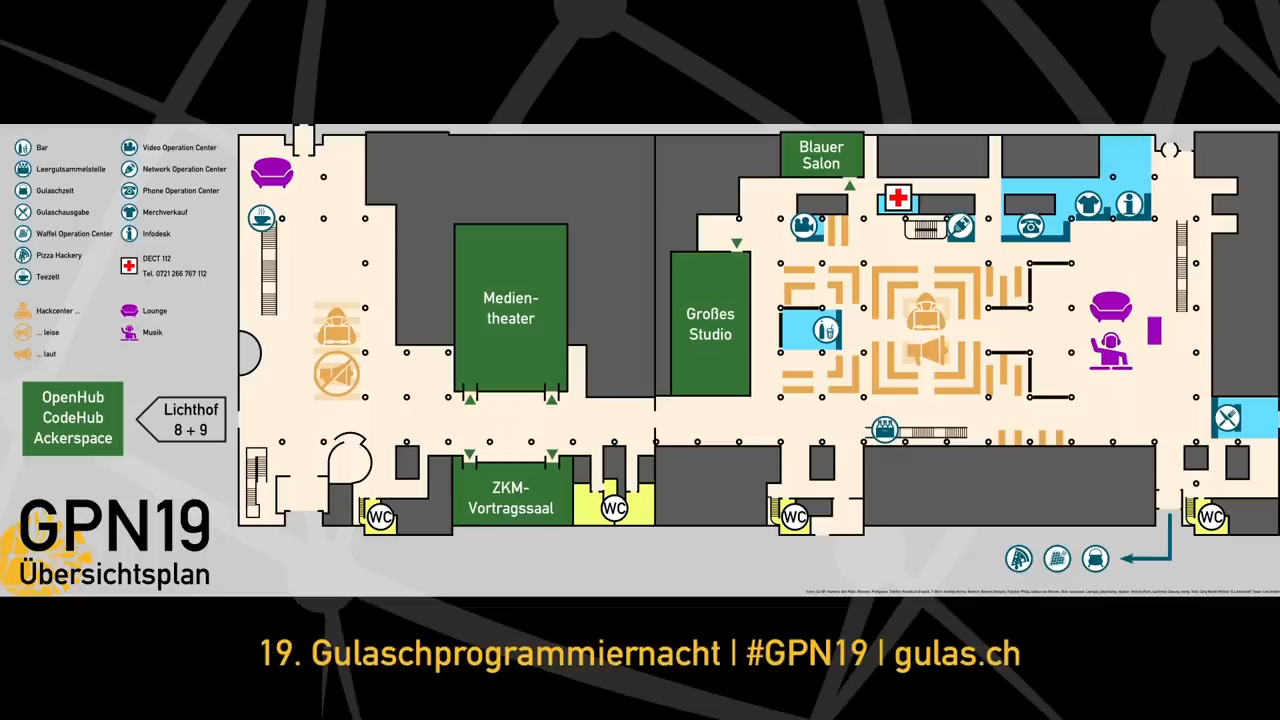 Bar
Leergutsammelstelle
Gulaschzelt
Gulaschausgabe
Waffel Operation Center
Pizza Hackery
Teezelt
Video Operation Center
Network Operation Center
Phone Operation Center
Merchverkauf
Infodesk
DECT 112
Tel. 0721 266 767 112
Hackcenter ...
... leise
... laut
Lounge
Musik
OpenHub
CodeHub
Ackerspace
Lichthof
8 + 9
GPN19
Übersichtsplan
Medien-
theater
ZKM-
Vortragssaal
Großes
Studio
Blauer
Salon
WC
WC
WC
WC
19. Gulaschprogrammiernacht | #GPN19 | gulas.ch